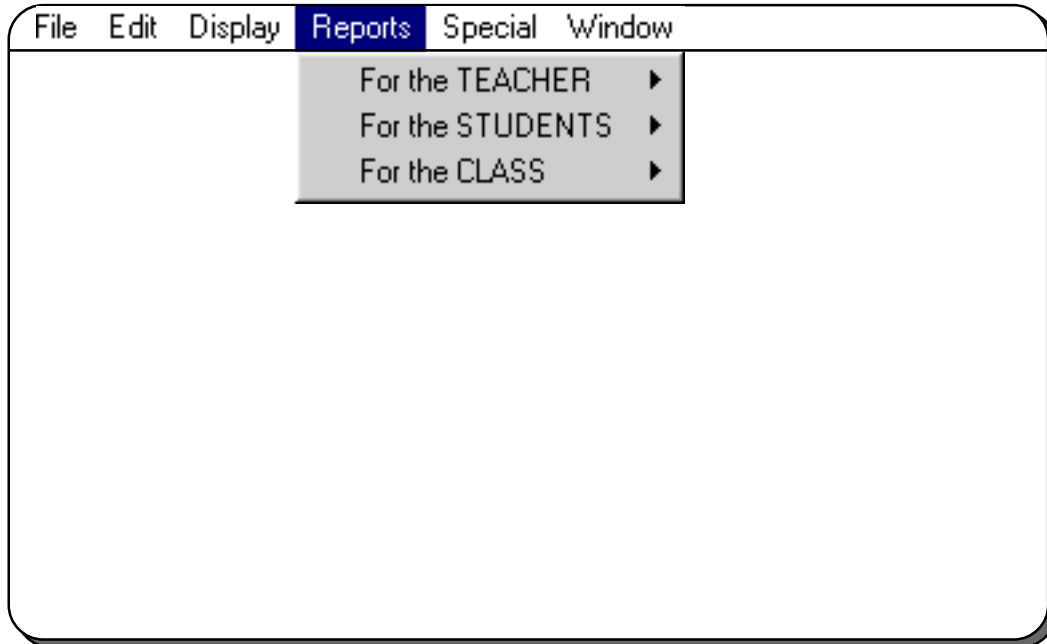 File Edit Display Reports Special Window
For the TEACHER
For the STUDENTS
For the CLASS